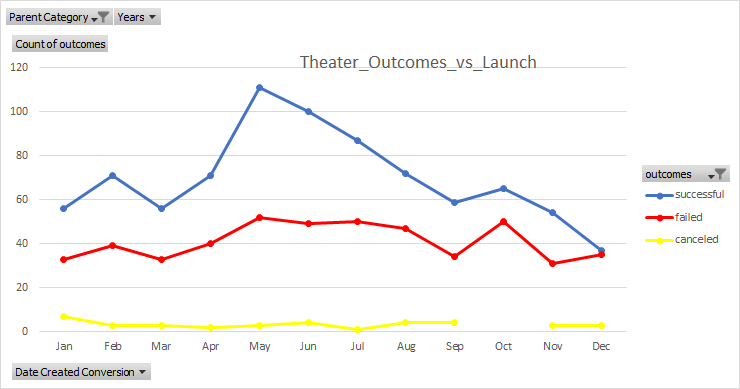 Parent Category Years
Count of outcomes
Theater_Outcomes_vs_Launch
120
100
80
60
40
20
0
Jan Feb Mar Apr May Jun Jul Aug Sep Oct Nov Dec
outcomes
successful
failed
canceled
Date Created Conversion